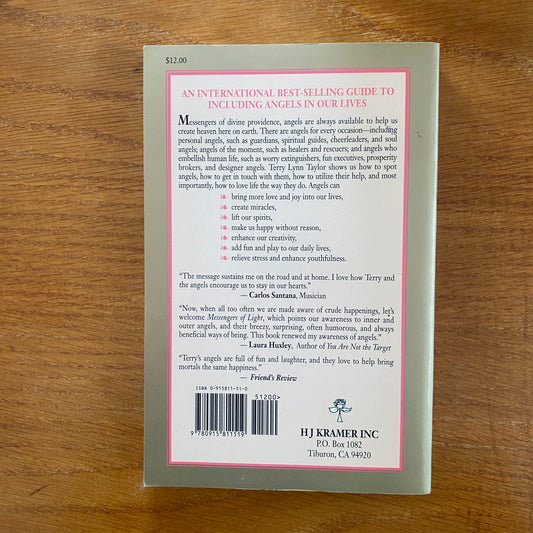 $12.00
AN INTERNATIONAL BEST-SELLING GUIDE TO
INCLUDING ANGELS IN OUR LIVES
Messengers of divine providence, angels are always available to help us
create heaven here on earth. There are angels for every occasion—including
personal angels, such as guardians, spiritual guides, cheerleaders, and soul
angels; angels of the moment, such as healers and rescuers; and angels who
embellish human life, such as worry extinguishers, fun executives, prosperity
brokers, and designer angels. Terry Lynn Taylor shows us how to spot
angels, how to get in touch with them, how to utilize their help, and most
importantly, how to love life the way they do. Angels can
bring more love and joy into our lives,
create miracles,
lift our spirits,
make us happy without reason,
enhance our creativity,
add fun and play to our daily lives,
relieve stress and enhance youthfulness.
“The message sustains me on the road and at home. I love how Terry and
the angels encourage us to stay in our hearts.”
— Carlos Santana, Musician
“Now, when all too often we are made aware of crude happenings, let’s
welcome Messengers of Light, which points our awareness to inner and
outer angels, and their breezy, surprising, often humorous, and always
beneficial ways of being. This book renewed my awareness of angels.”
— Laura Huxley, Author of You Are Not the Target
“Terry’s angels are full of fun and laughter, and they love to help bring
mortals the same happiness.”
— Friend’s Review
ISBN 0-915811-51-0
51200>
9 780915 811519
H J KRAMER INC
P.O. Box 1082
Tiburon, CA 94920